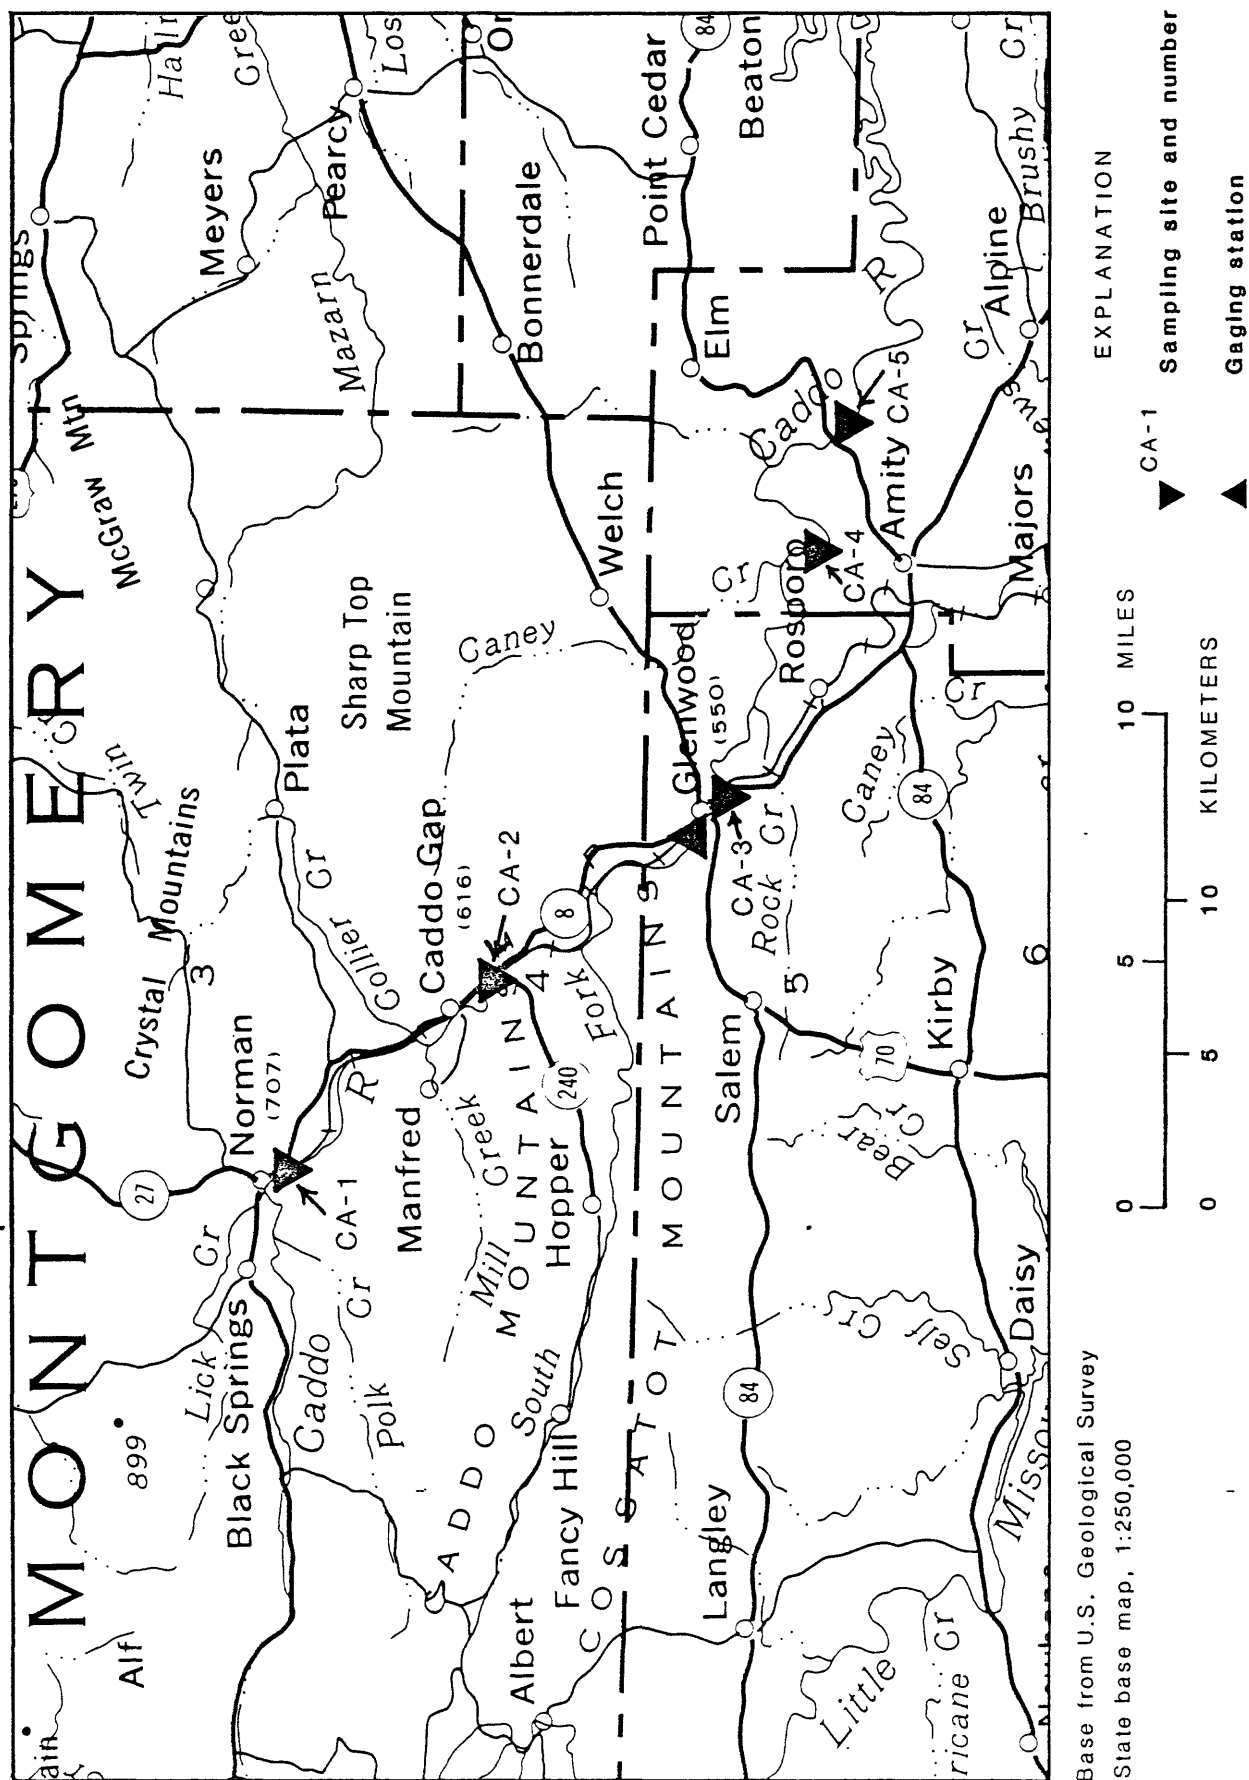 MONTGOMERY
Alf
899
27
Springs
Hair
Gree
Meyers
Pearcy
Los
Or
McGraw Mtn
Mazarn
Twin
Cr
Crystal
Mountains
3
Plata
Lick Cr
Black Springs
Norman
(707)
CA-1
R
Collier Cr
Caddo
Polk Cr
Manfred
Caddo Gap
(616)
CA-2
Sharp Top
Mountain
Bonnerdale
Caney
Cr
Welch
Mill Creek
CADDO MOUNTAINS
4
8
240
Hopper
South Fork
Fancy Hill
Albert
COSSATOT MOUNTAINS
Langley
84
Salem
5
CA-3
Glenwood
(550)
Rock Cr
Rosboro
CA-4
Point Cedar
84
Beaton
Elm
Caddo R
CA-5
Amity
Alpine
Cr
Brushy Cr
Majors
Caney
Cr
84
70
Kirby
6
Bear Cr
Self Cr
Daisy
Little
ricane Cr
EXPLANATION
CA-1 Sampling site and number
Gaging station
0 5 10 MILES
0 5 10 KILOMETERS
Base from U.S. Geological Survey
State base map, 1:250,000